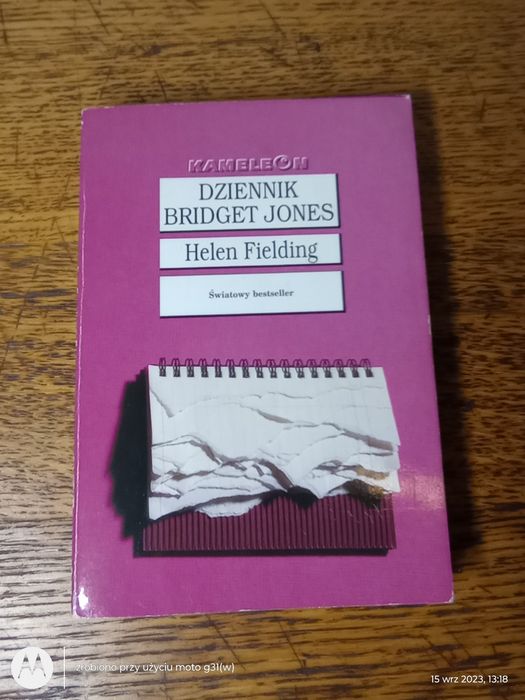 KAMELEON
DZIENNIK
BRIDGET JONES
Helen Fielding
Światowy bestseller
zrobiono przy użyciu moto g31(w)
15 wrz 2023, 13:18